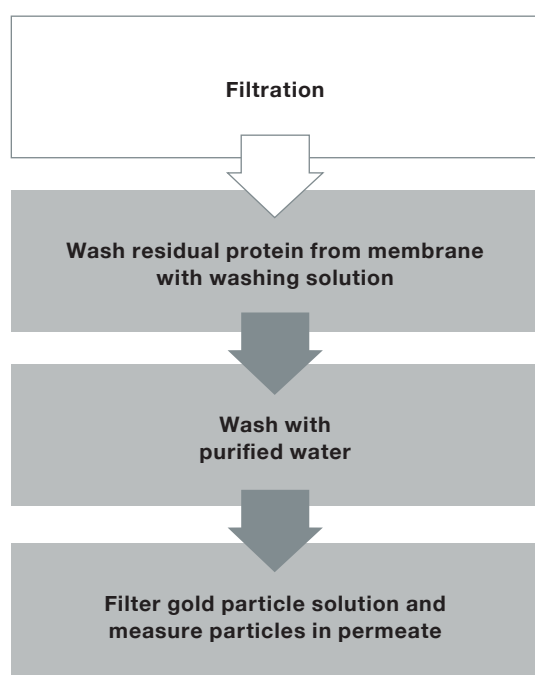 Filtration
Wash residual protein from membrane
with washing solution
Wash with
purified water
Filter gold particle solution and
measure particles in permeate